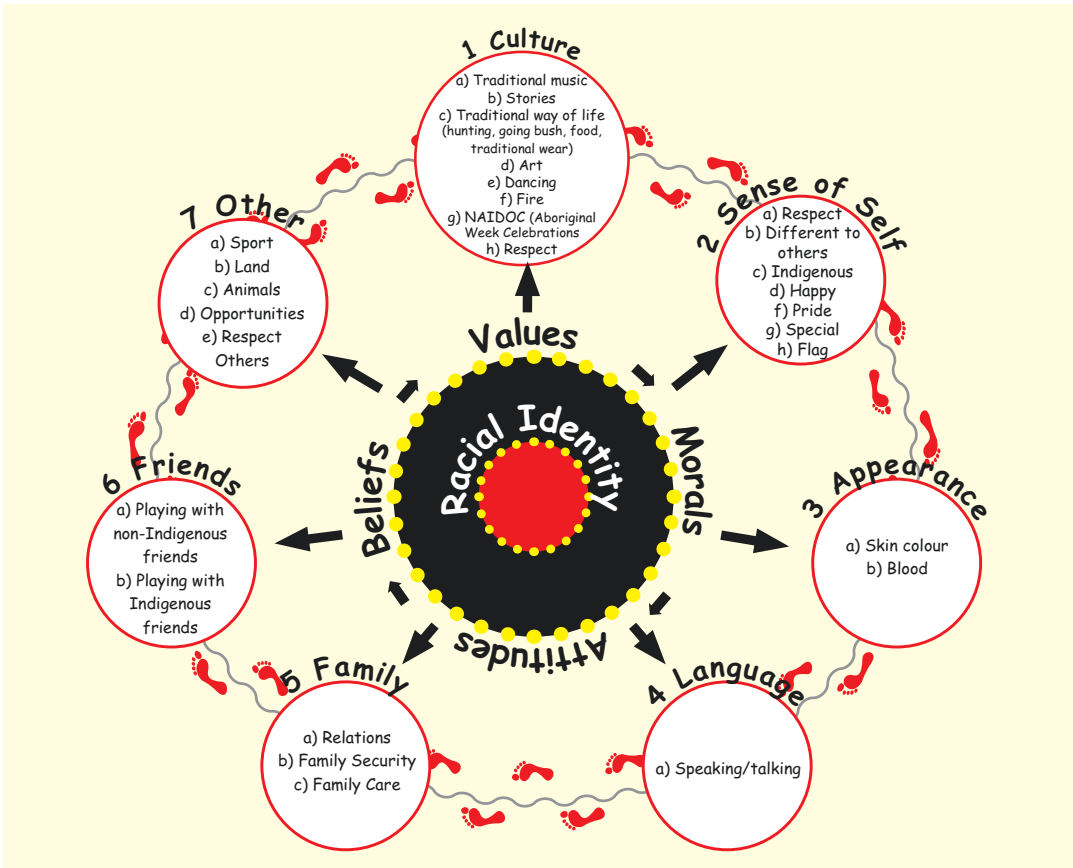 1 Culture
a) Traditional music
b) Stories
c) Traditional way of life
(hunting, going bush, food,
traditional wear)
d) Art
e) Dancing
f) Fire
g) NAIDOC (Aboriginal
Week Celebrations
h) Respect
2 Sense of Self
a) Respect
b) Different to
others
c) Indigenous
d) Happy
f) Pride
g) Special
h) Flag
3 Appearance
a) Skin colour
b) Blood
4 Language
a) Speaking/talking
5 Family
a) Relations
b) Family Security
c) Family Care
6 Friends
a) Playing with
non-Indigenous
friends
b) Playing with
Indigenous
friends
7 Other
a) Sport
b) Land
c) Animals
d) Opportunities
e) Respect
Others
Values
Morals
Attitudes
Beliefs
Racial Identity